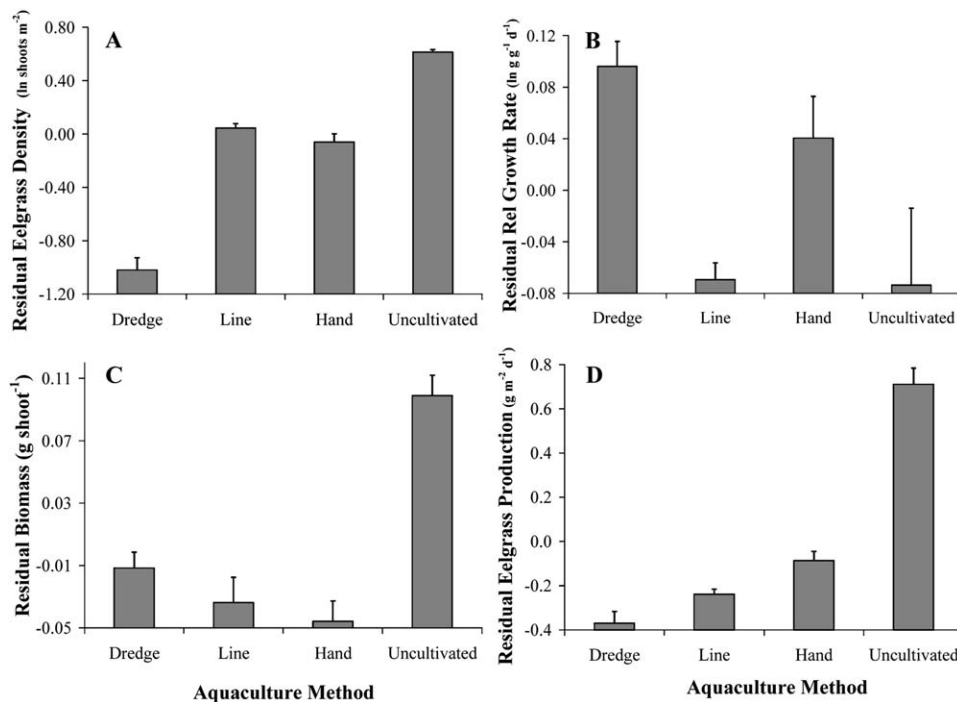 A
Residual Eelgrass Density (ln shoots m-2)
0.80
0.40
0.00
-0.40
-0.80
-1.20
Dredge Line Hand Uncultivated
B
Residual Rel Growth Rate (ln g g-1 d-1)
0.12
0.08
0.04
0.00
-0.04
-0.08
Dredge Line Hand Uncultivated
C
Residual Biomass (g shoot-1)
0.11
0.07
0.03
-0.01
-0.05
Dredge Line Hand Uncultivated
Aquaculture Method
D
Residual Eelgrass Production (g m-2 d-1)
0.8
0.6
0.4
0.2
0.0
-0.2
-0.4
Dredge Line Hand Uncultivated
Aquaculture Method